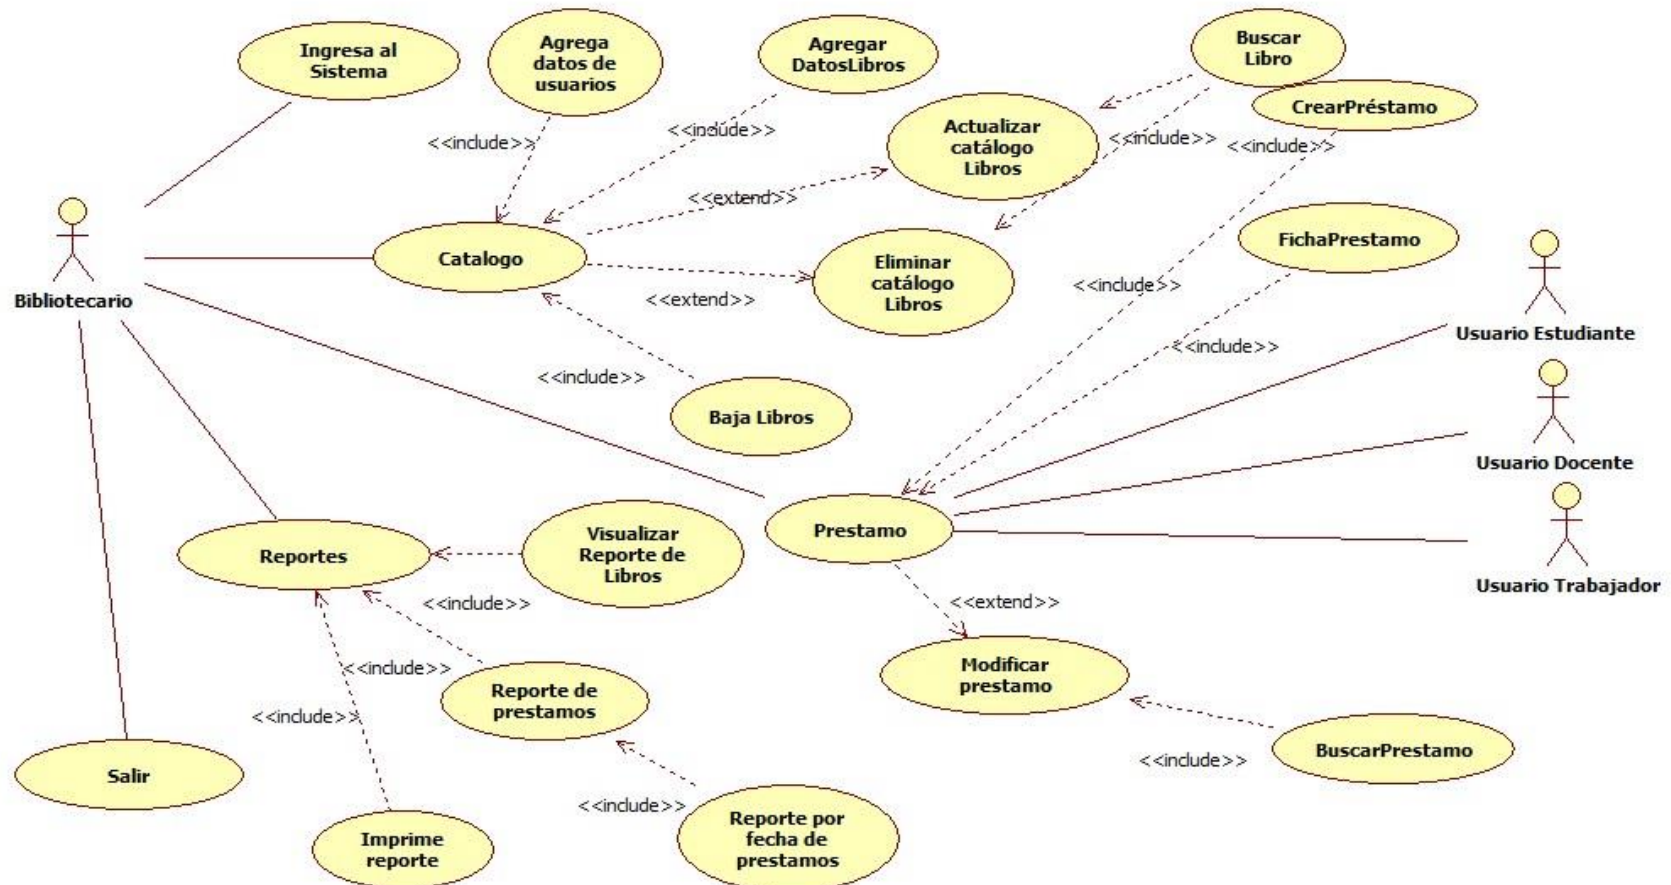 Ingresa al
Sistema
Agrega
datos de
usuarios
Agregar
DatosLibros
Buscar
Libro
CrearPréstamo
<<include>>
<<include>>
Actualizar
catálogo
Libros
<<include>>
<<include>>
<<extend>>
Catalogo
Eliminar
catálogo
Libros
FichaPrestamo
Bibliotecario
<<extend>>
<<include>>
Usuario Estudiante
<<include>>
<<include>>
Baja Libros
Usuario Docente
Prestamo
Reportes
Visualizar
Reporte de
Libros
Usuario Trabajador
<<include>>
<<extend>>
<<include>>
Reporte de
prestamos
Modificar
prestamo
<<include>>
Salir
BuscarPrestamo
<<include>>
<<include>>
Imprime
reporte
Reporte por
fecha de
prestamos